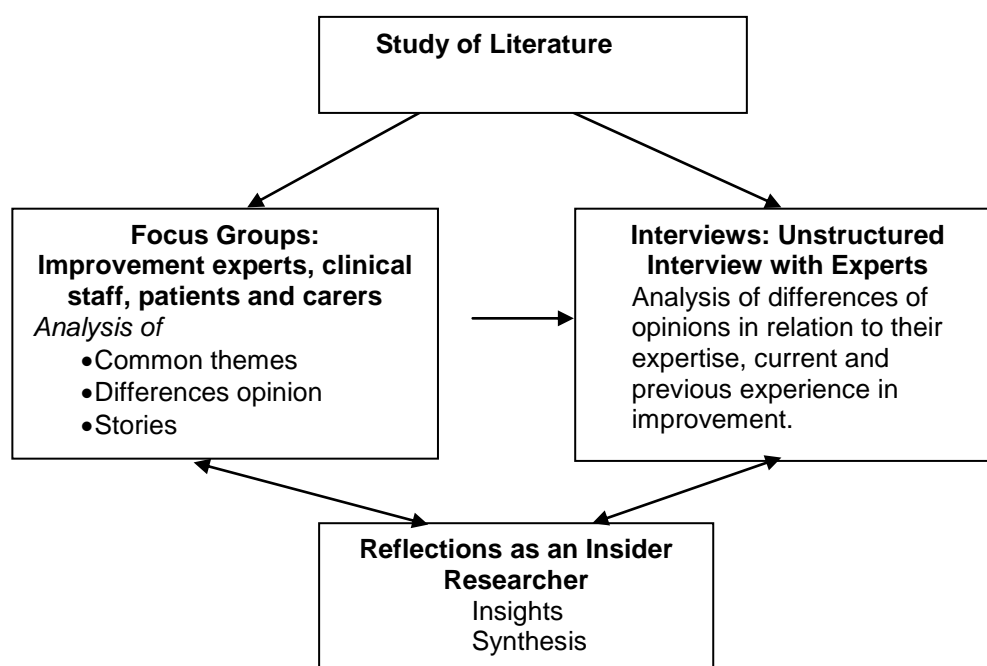 Study of Literature
Focus Groups:
Improvement experts, clinical
staff, patients and carers
Analysis of
•Common themes
•Differences opinion
•Stories
Interviews: Unstructured
Interview with Experts
Analysis of differences of
opinions in relation to their
expertise, current and
previous experience in
improvement.
Reflections as an Insider
Researcher
Insights
Synthesis